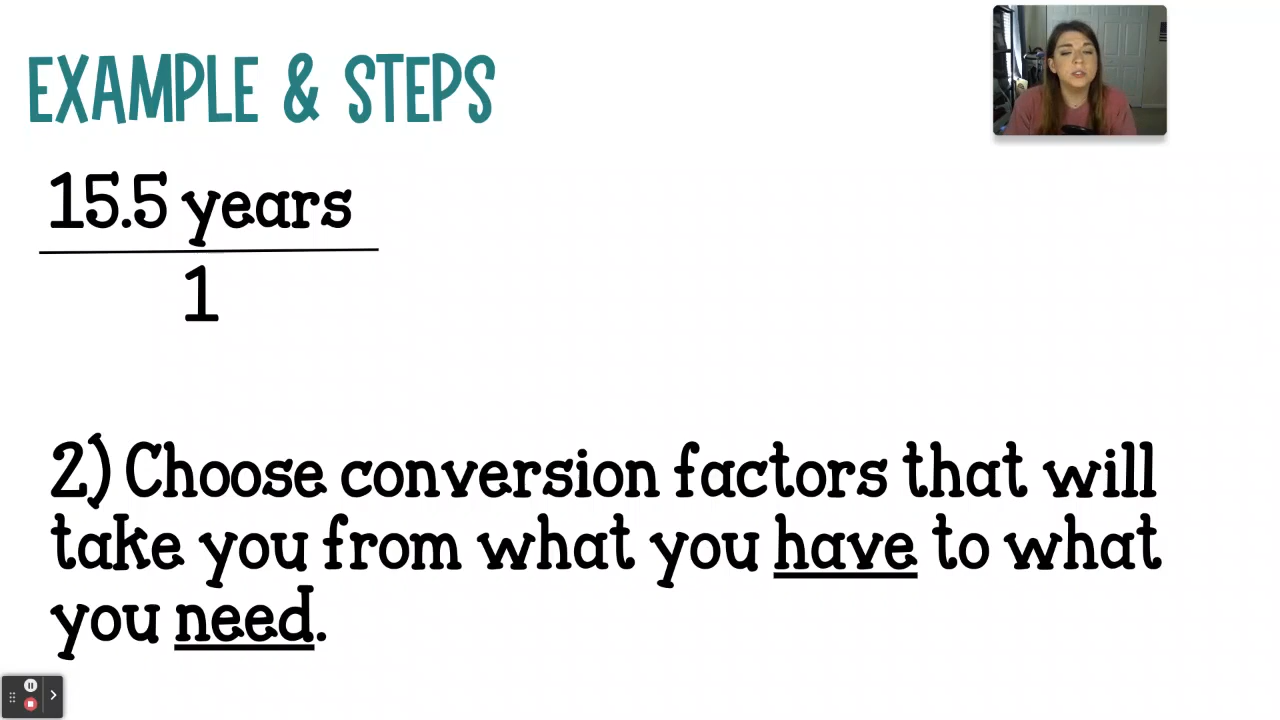 EXAMPLE & STEPS
15.5 years
1
2) Choose conversion factors that will
take you from what you have to what
you need.